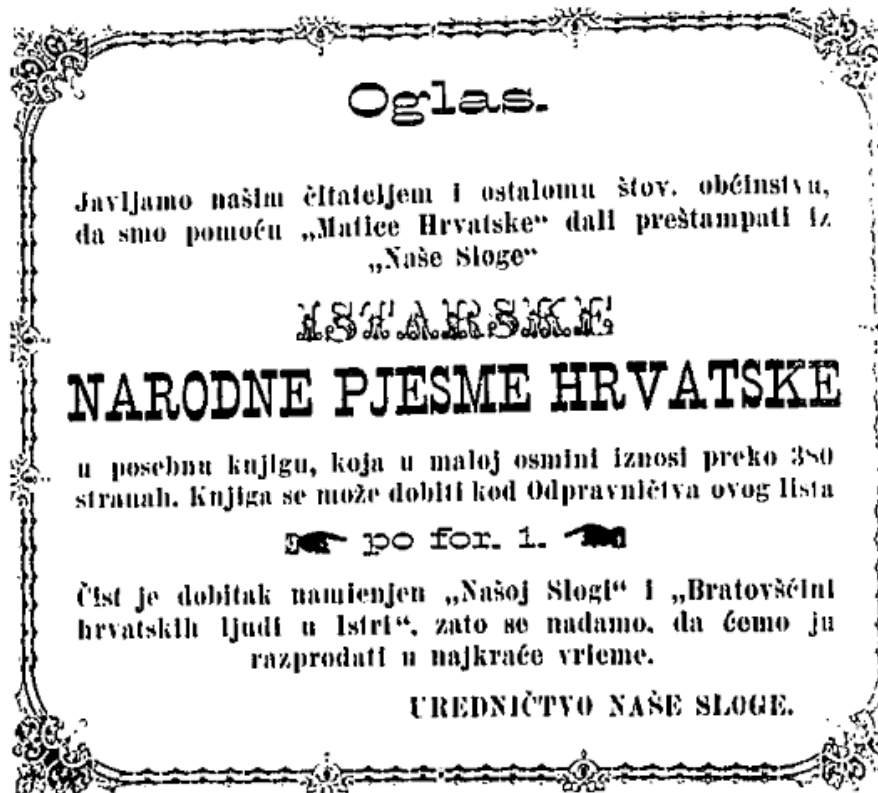 Oglas.
Javljamo našim čitateljem i ostalomu štov. občinstvu,
da smo pomoću „Matice Hrvatske“ dali preštampati iz
„Naše Sloge“
ISTARSKE
NARODNE PJESME HRVATSKE
u posebnu knjigu, koja u maloj osmini iznosi preko 380
stranah. Knjiga se može dobiti kod Odpravničtva ovog lista
po for. 1.
Čist je dobitak namienjen „Našoj Slogi“ i „Bratovšćini
hrvatskih ljudi u Istri“, zato se nadamo, da ćemo ju
razprodati u najkraće vrieme.
UREDNIČTVO NAŠE SLOGE.